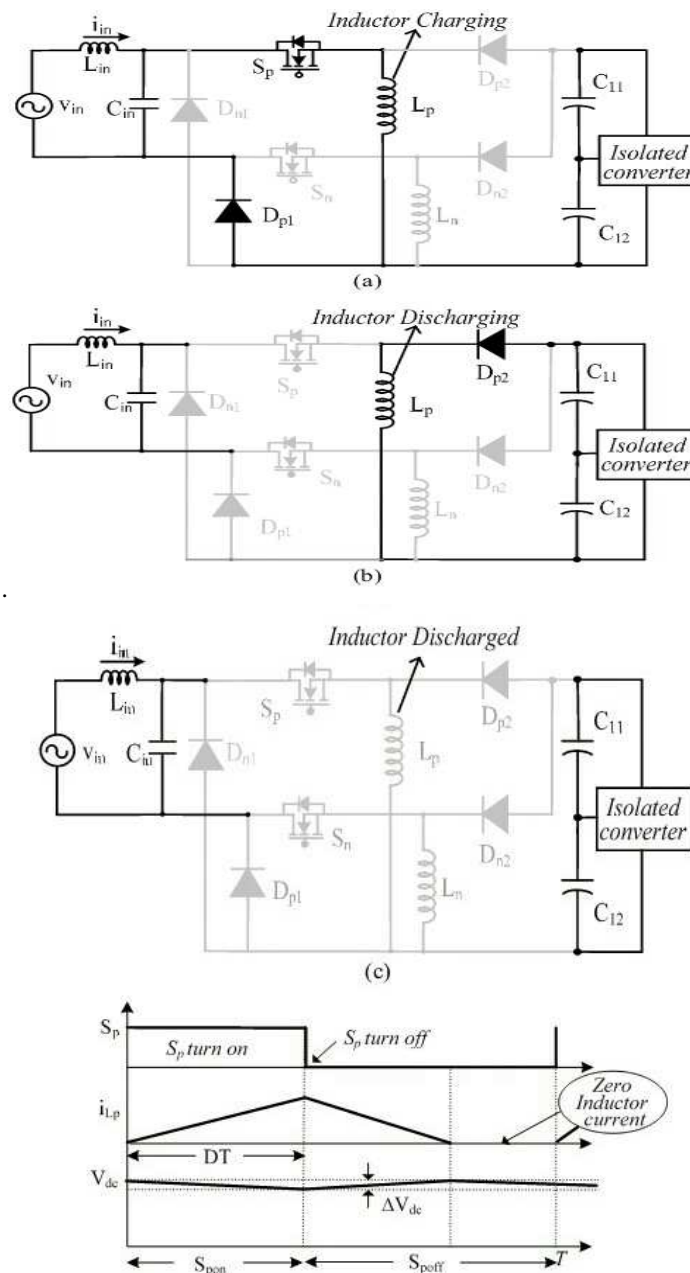 i_in
L_in
v_in
C_in
D_n1
S_p
Inductor Charging
L_p
D_p2
C_11
Isolated
converter
S_n
D_p1
L_n
D_n2
C_12
(a)
i_in
L_in
v_in
C_in
D_n1
S_p
Inductor Discharging
L_p
D_p2
C_11
Isolated
converter
S_n
D_p1
L_n
D_n2
C_12
(b)
.
i_in
L_in
v_in
C_in
D_n1
S_p
Inductor Discharged
L_p
D_p2
C_11
Isolated
converter
S_n
D_p1
L_n
D_n2
C_12
(c)
S_p
S_p turn on
S_p turn off
i_Lp
Zero
Inductor
current
DT
V_dc
ΔV_dc
S_pon
S_poff
T